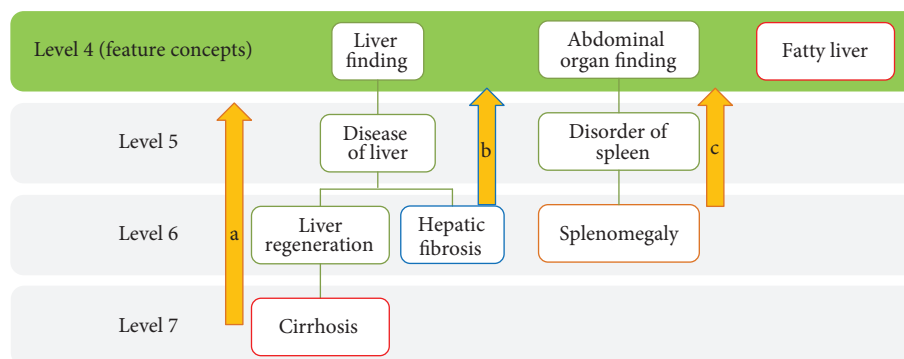 Level 4 (feature concepts)
Liver
finding
Abdominal
organ finding
Fatty liver
Level 5
Disease
of liver
b
Disorder of
spleen
c
Level 6
a
Liver
regeneration
Hepatic
fibrosis
Splenomegaly
Level 7
Cirrhosis